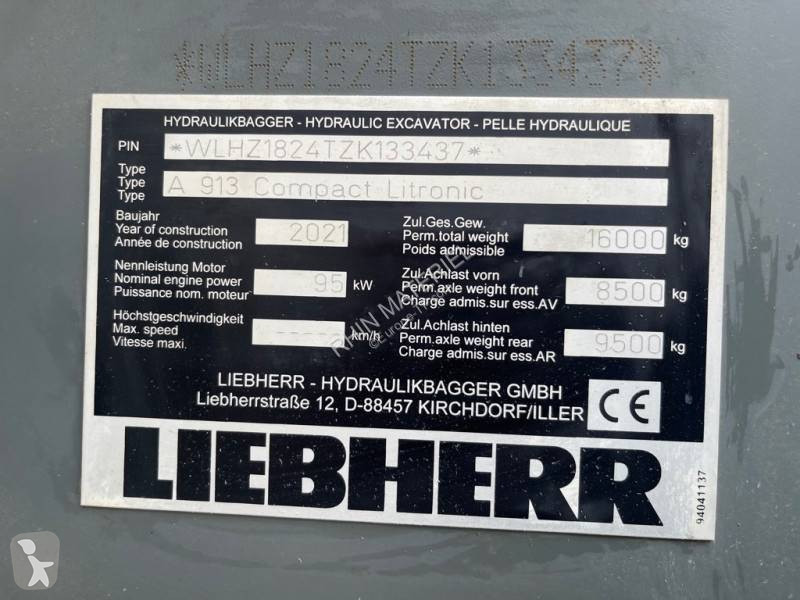 *WLHZ1824TZK133437*
HYDRAULIKBAGGER - HYDRAULIC EXCAVATOR - PELLE HYDRAULIQUE
PIN *WLHZ1824TZK133437*
Type
Type A 913 Compact Litronic
Type
Baujahr
Year of construction 2021
Année de construction
Zul.Ges.Gew.
Perm.total weight 16000 kg
Poids admissible
Nennleistung Motor
Nominal engine power 95 kW
Puissance nom. moteur
Zul.Achlast vorn
Perm.axle weight front 8500 kg
Charge admis.sur ess.AV
Höchstgeschwindigkeit
Max. speed ----- km/h
Vitesse maxi.
Zul.Achlast hinten
Perm.axle weight rear 9500 kg
Charge admis.sur ess.AR
RHIN MATERIEL
LIEBHERR - HYDRAULIKBAGGER GMBH
Liebherrstraße 12, D-88457 KIRCHDORF/ILLER
CE
LIEBHERR
94041137